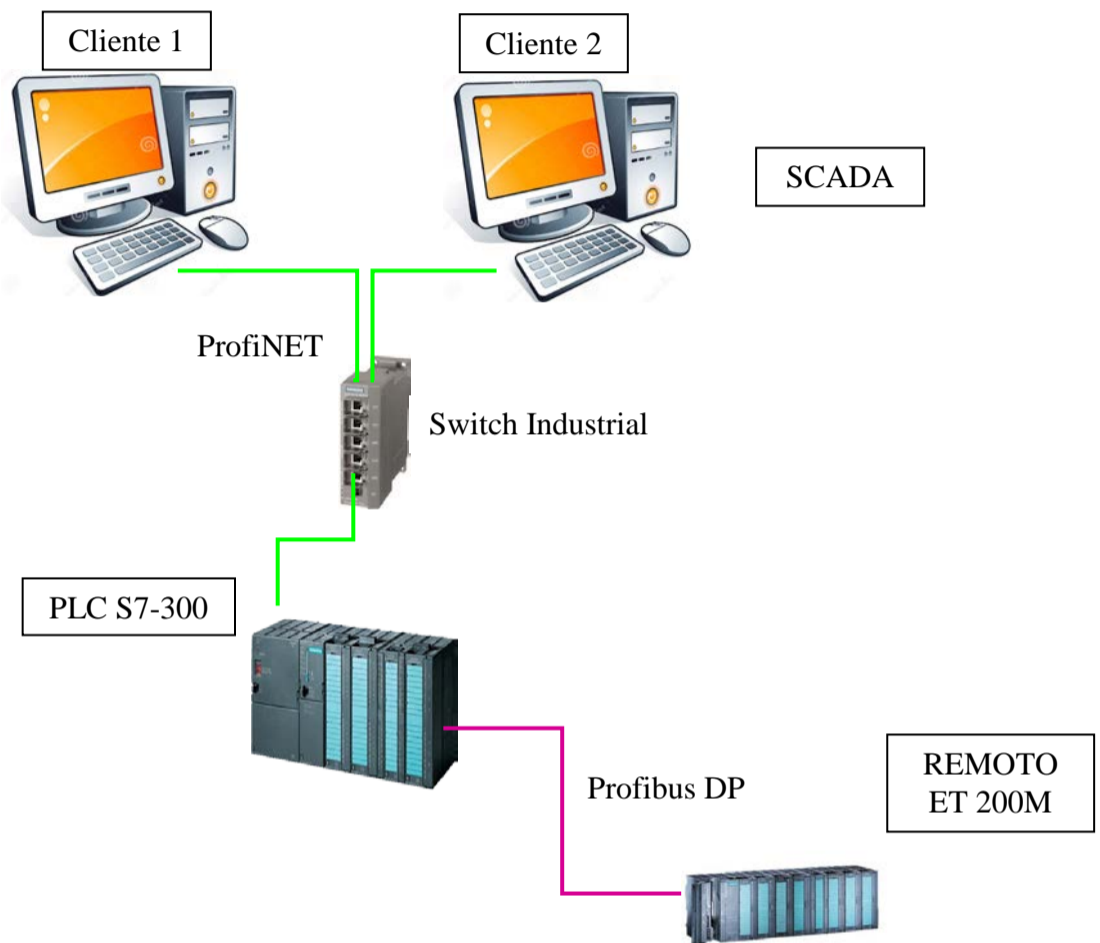 Cliente 1
Cliente 2
SCADA
ProfiNET
Switch Industrial
PLC S7-300
Profibus DP
REMOTO
ET 200M